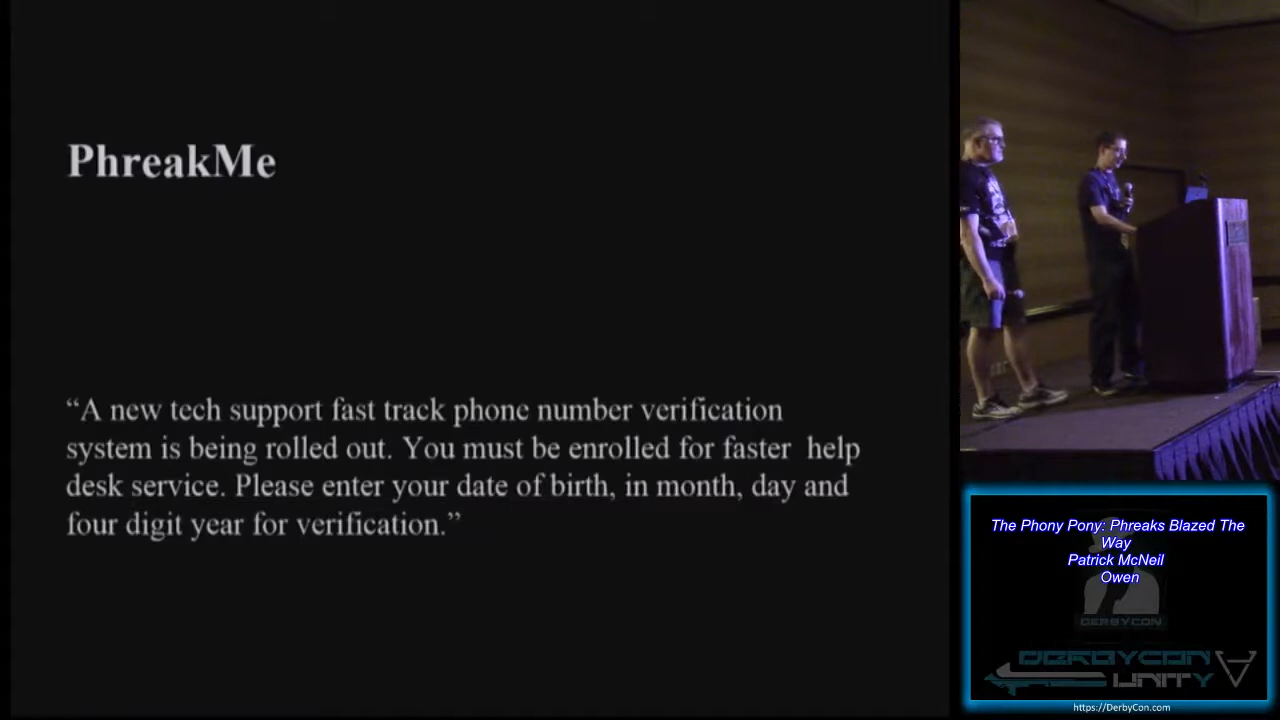 PhreakMe
“A new tech support fast track phone number verification
system is being rolled out. You must be enrolled for faster help
desk service. Please enter your date of birth, in month, day and
four digit year for verification.”
The Phony Pony: Phreaks Blazed The
Way
Patrick McNeil
Owen
DERBYCON
DERBYCON
UNITY
https://DerbyCon.com